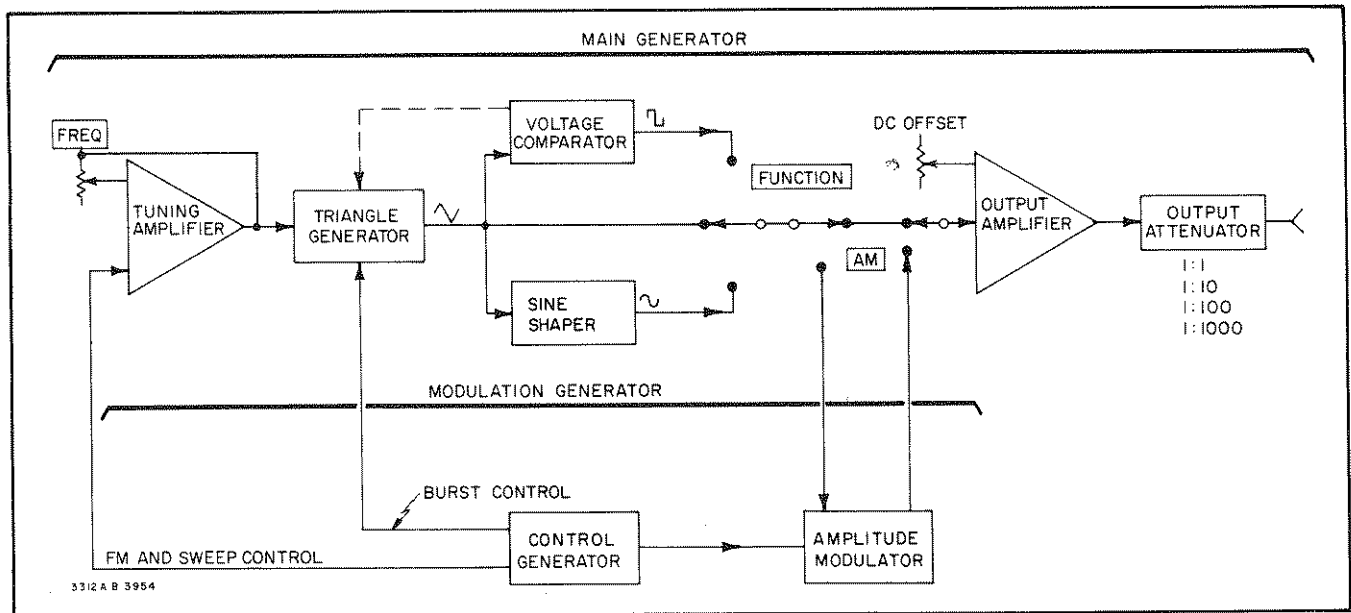 MAIN GENERATOR
FREQ
TUNING
AMPLIFIER
TRIANGLE
GENERATOR
VOLTAGE
COMPARATOR
SINE
SHAPER
FUNCTION
AM
DC OFFSET
OUTPUT
AMPLIFIER
OUTPUT
ATTENUATOR
1:1
1:10
1:100
1:1000
MODULATION GENERATOR
BURST CONTROL
FM AND SWEEP CONTROL
CONTROL
GENERATOR
AMPLITUDE
MODULATOR
3312A B 3954